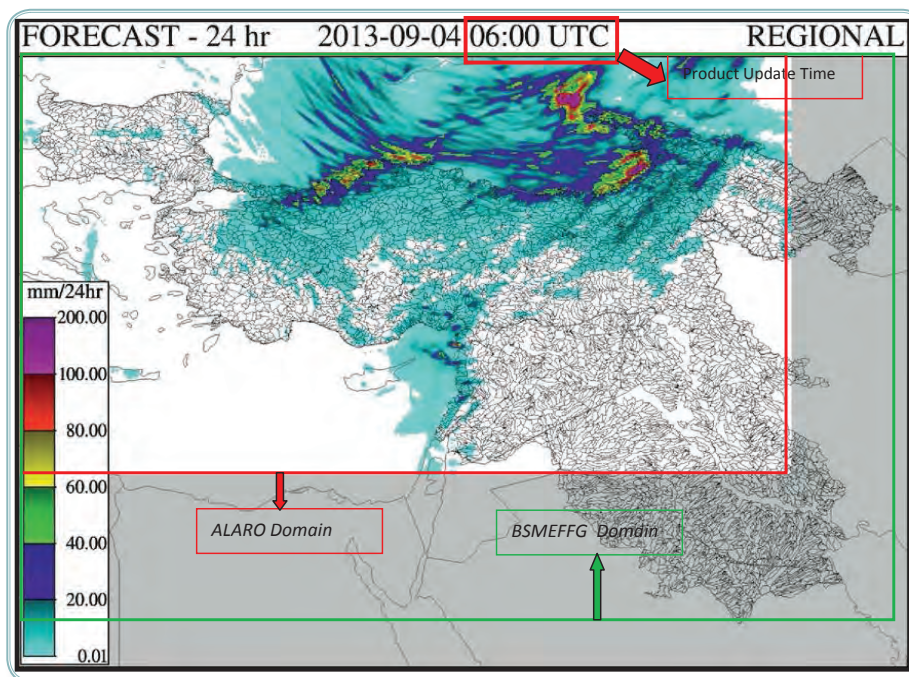 FORECAST - 24 hr 2013-09-04 06:00 UTC REGIONAL
Product Update Time
mm/24hr
200.00
100.00
80.00
60.00
40.00
20.00
0.01
ALARO Domain
BSMEFFG Domain